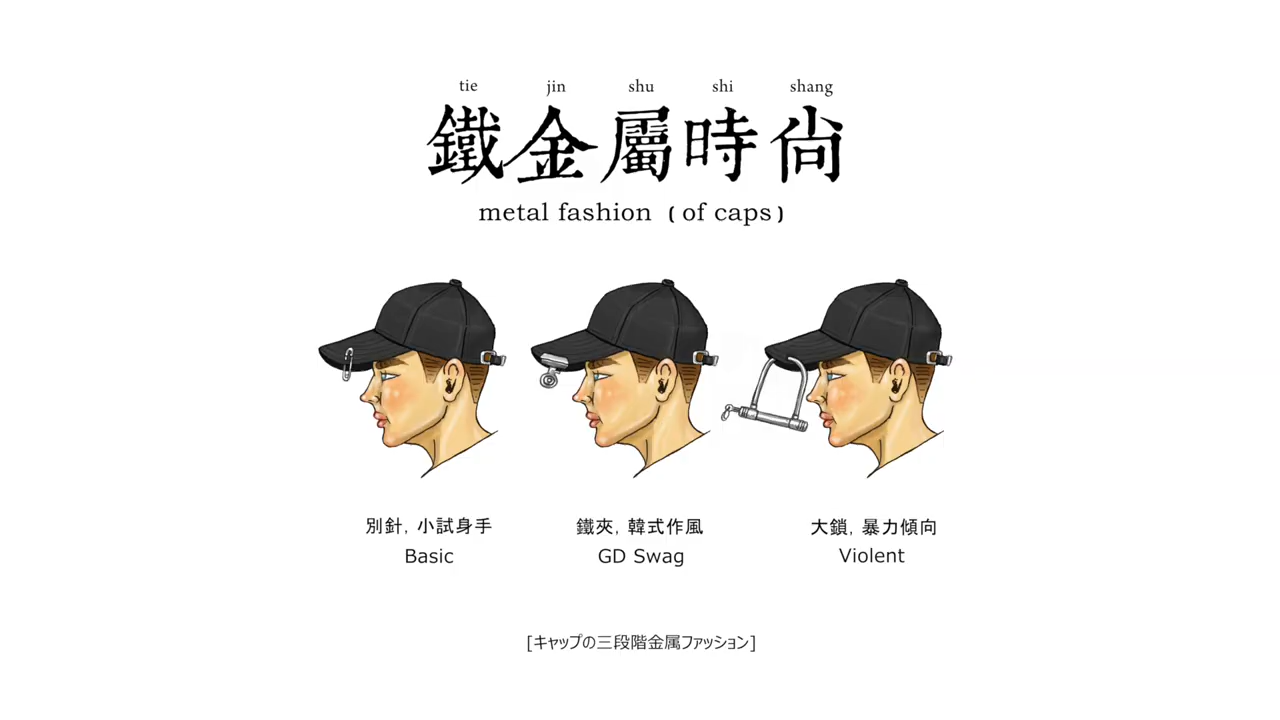 tie jin shu shi shang
鐵金屬時尙
metal fashion (of caps)
別針, 小試身手
Basic
鐵夾, 韓式作風
GD Swag
大鎖, 暴力傾向
Violent
[キャップの三段階金属ファッション]